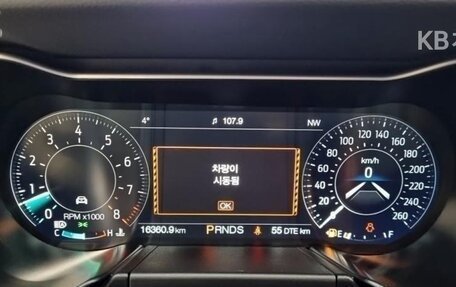 KB
4° ♫ 107.9 NW
차량이
시동됨
OK
0 1 2 3 4 5 6 7 8
RPM x1000
C H
0 20 40 60 80 100 120 140 160 180 200 220 240 260
km/h
0
E F
16360.9 km PRNDS 55 DTE km